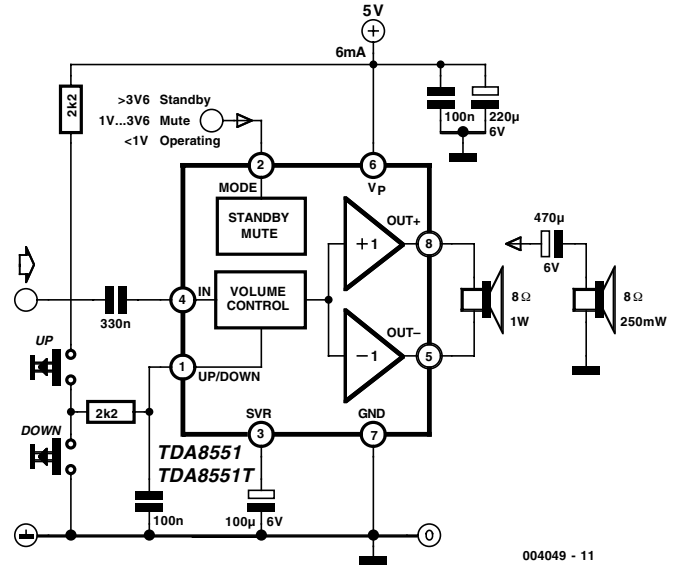 5V
6mA
2k2
>3V6 Standby
1V...3V6 Mute
<1V Operating
100n
220µ
6V
2
6
MODE
VP
STANDBY
MUTE
OUT+
+1
8
470µ
6V
4
IN
VOLUME
CONTROL
330n
8Ω
1W
8Ω
250mW
OUT–
–1
5
UP
1
UP/DOWN
2k2
DOWN
SVR
GND
3
7
TDA8551
TDA8551T
100n
100µ
6V
0
004049 - 11